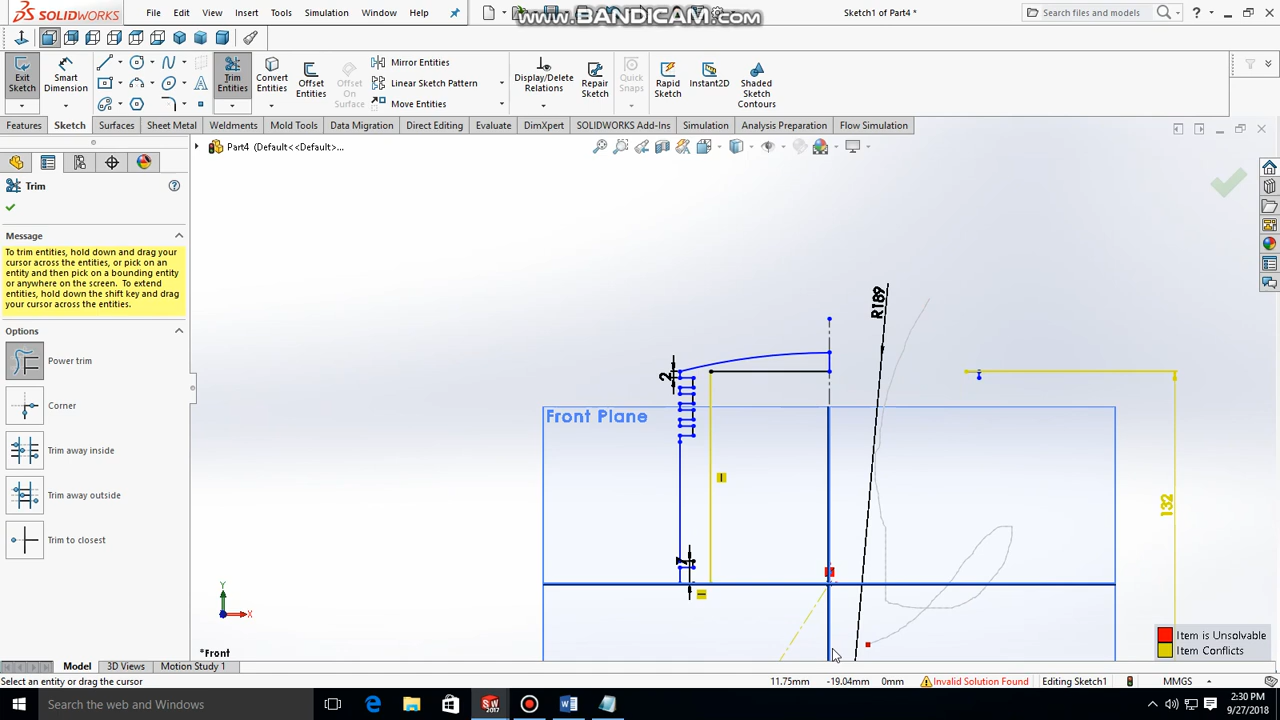 SOLIDWORKS File Edit View Insert Tools Simulation Window Help Sketch1 of Part4 * Search files and models
www.BANDICAM.com
Exit Sketch Smart Dimension Trim Entities Convert Entities Offset Entities Offset On Surface Mirror Entities Linear Sketch Pattern Move Entities Display/Delete Relations Repair Sketch Quick Snaps Rapid Sketch Instant2D Shaded Sketch Contours
Features Sketch Surfaces Sheet Metal Weldments Mold Tools Data Migration Direct Editing Evaluate DimXpert SOLIDWORKS Add-Ins Simulation Analysis Preparation Flow Simulation
Part4 (Default<<Default>...
Trim
Message
To trim entities, hold down and drag your
cursor across the entities, or pick on an
entity and then pick on a bounding entity
or anywhere on the screen. To extend
entities, hold down the shift key and drag
your cursor across the entities.
Options
Power trim
Corner
Trim away inside
Trim away outside
Trim to closest
R189
2
Front Plane
132
7
Y
X
*Front
Item is Unsolvable
Item Conflicts
Model 3D Views Motion Study 1
Select an entity or drag the cursor 11.75mm -19.04mm 0mm Invalid Solution Found Editing Sketch1 MMGS
Search the web and Windows
2:30 PM
9/27/2018